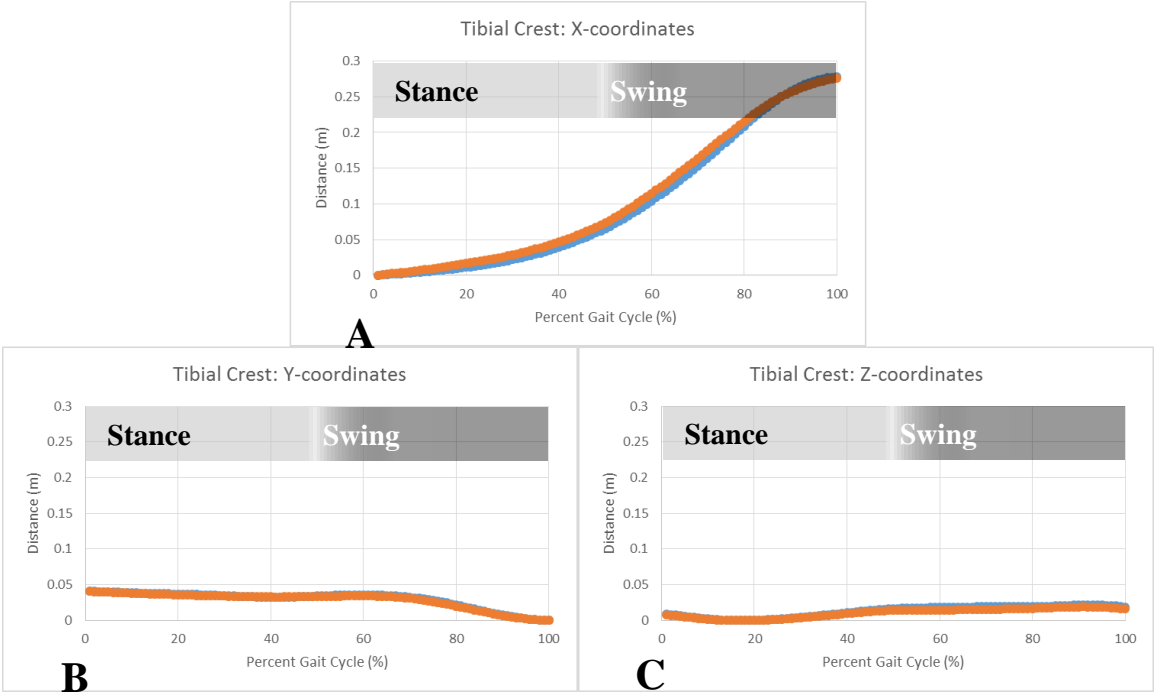 Tibial Crest: X-coordinates
0.3
0.25
0.2
0.15
0.1
0.05
0
Stance Swing
Distance (m)
0 20 40 60 80 100
Percent Gait Cycle (%)
A
Tibial Crest: Y-coordinates
0.3
0.25
0.2
0.15
0.1
0.05
0
Stance Swing
Distance (m)
0 20 40 60 80 100
Percent Gait Cycle (%)
B
Tibial Crest: Z-coordinates
0.3
0.25
0.2
0.15
0.1
0.05
0
Stance Swing
Distance (m)
0 20 40 60 80 100
Percent Gait Cycle (%)
C